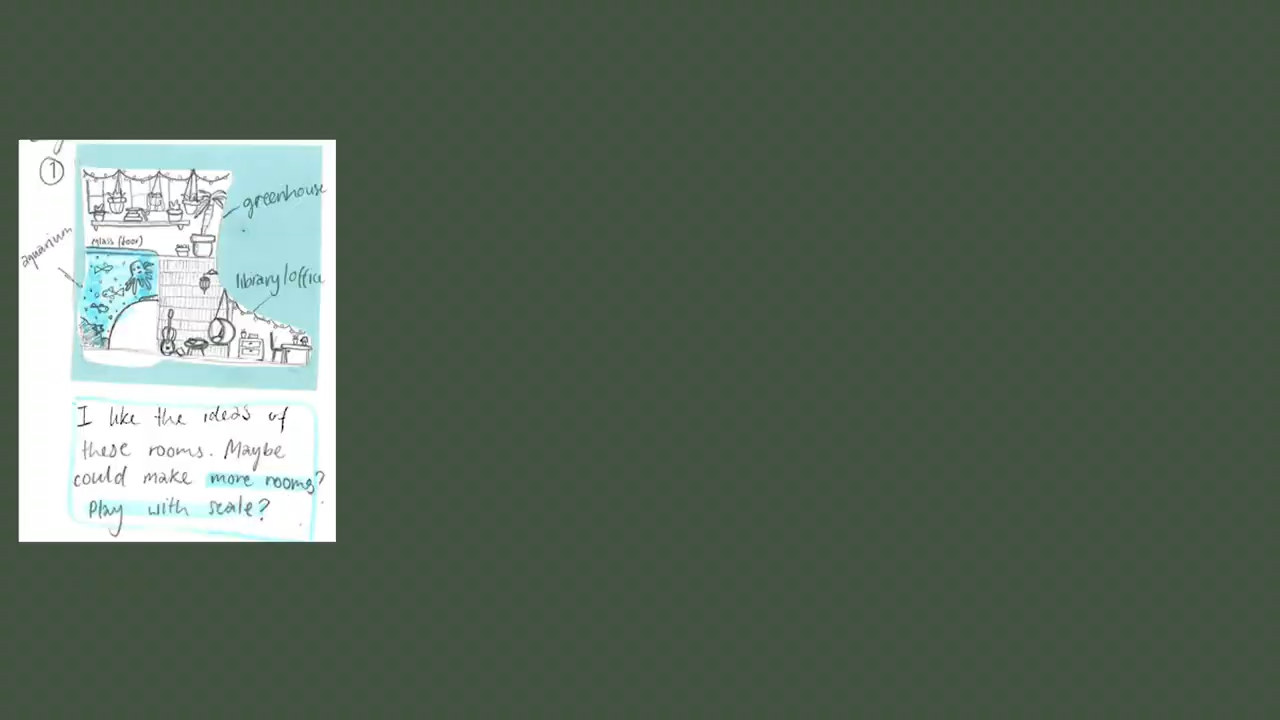 1
greenhouse
glass (door)
aquarium
library/office
I like the ideas of
these rooms. Maybe
could make more rooms?
Play with scale?